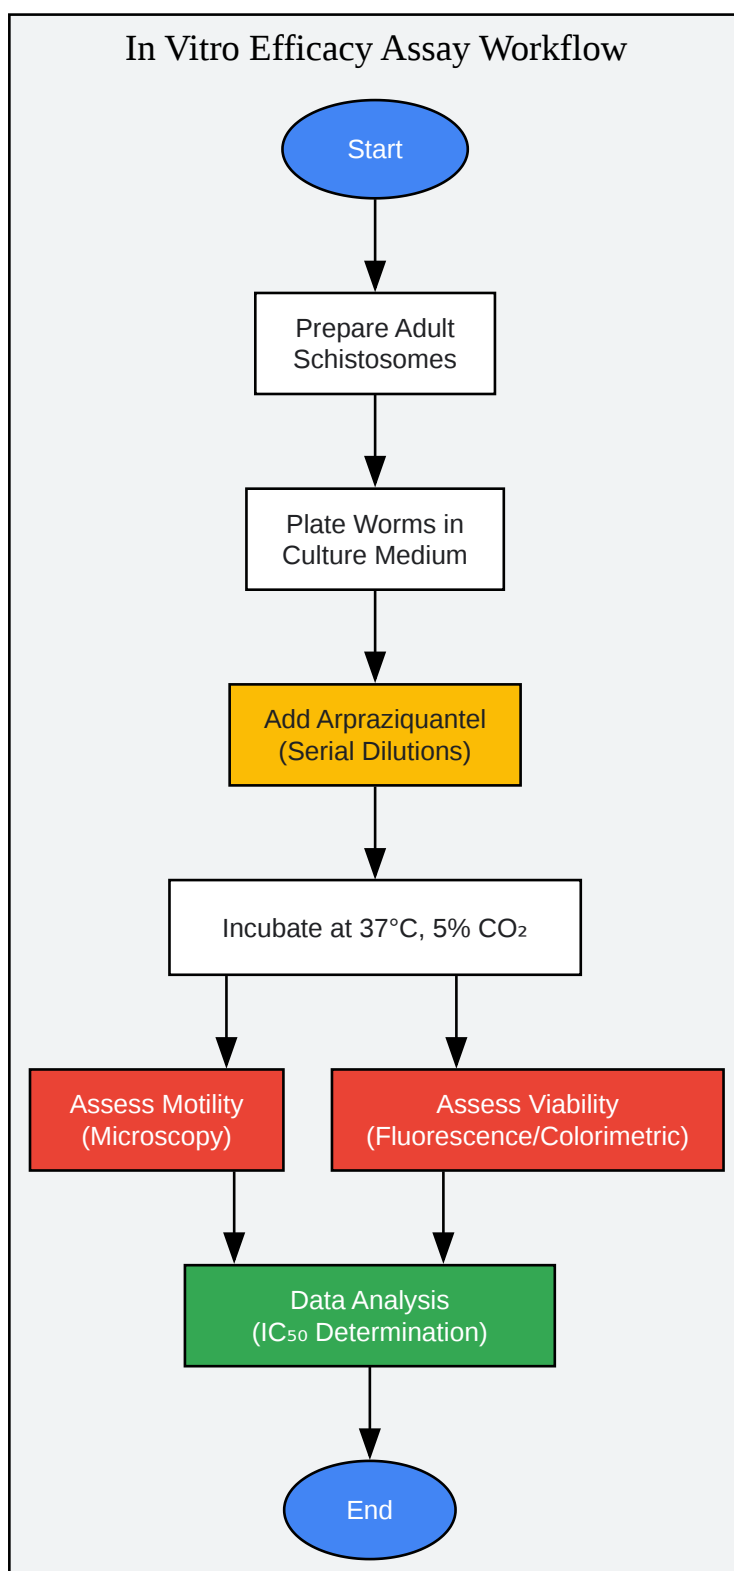 In Vitro Efficacy Assay Workflow
Start
Prepare Adult
Schistosomes
Plate Worms in
Culture Medium
Add Arpraziquantel
(Serial Dilutions)
Incubate at 37°C, 5% CO₂
Assess Motility
(Microscopy)
Assess Viability
(Fluorescence/Colorimetric)
Data Analysis
(IC₅₀ Determination)
End